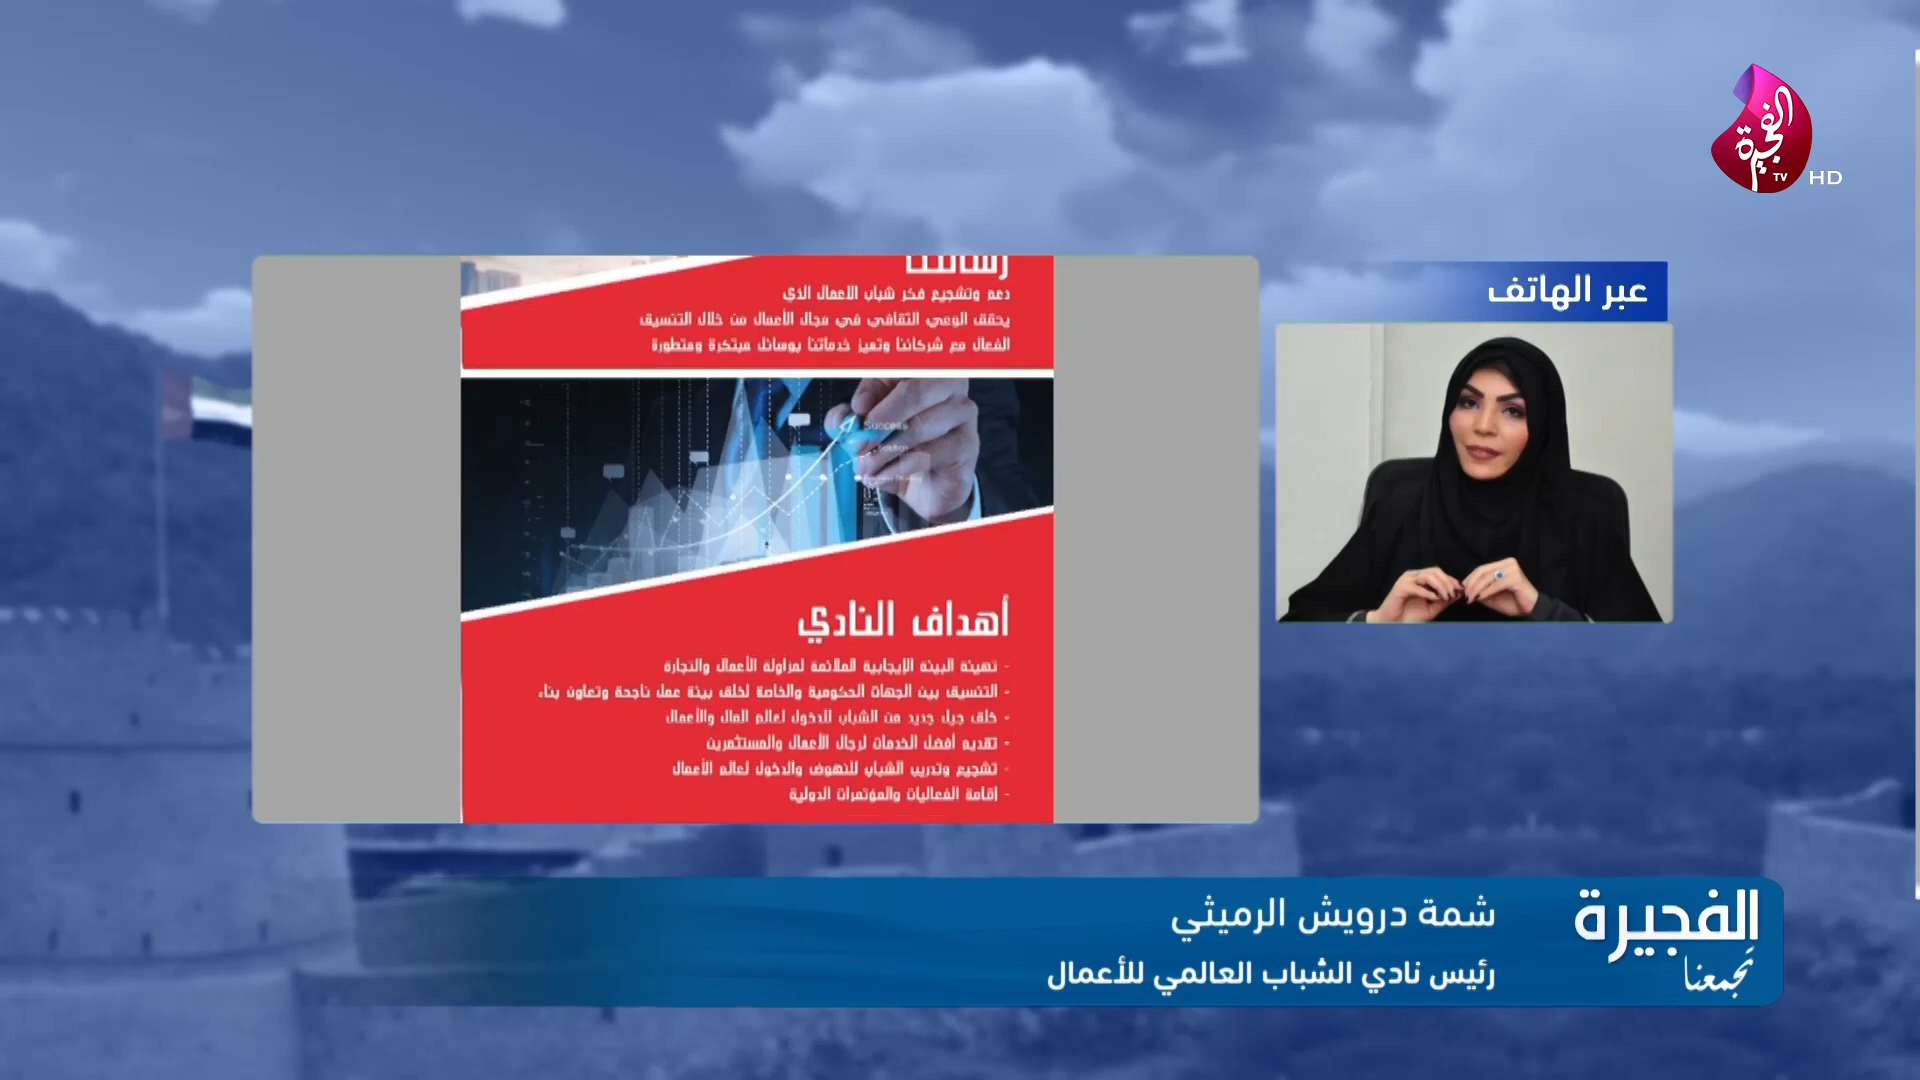 الفجيرة
TV HD
عبر الهاتف
رسالتنا
دعم وتشجيع فكر شباب الأعمال الذي
يحقق الوعي الثقافي في مجال الأعمال من خلال التنسيق
الفعال مع شركائنا وتميز خدماتنا بوسائل مبتكرة ومتطورة
Success
أهداف النادي
- تهيئة البيئة الإيجابية الملائمة لمزاولة الأعمال والتجارة
- التنسيق بين الجهات الحكومية والخاصة لخلق بيئة عمل ناجحة وتعاون بناء
- خلق جيل جديد من الشباب للدخول لعالم المال والأعمال
- تقديم أفضل الخدمات لرجال الأعمال والمستثمرين
- تشجيع وتدريب الشباب للنهوض والدخول لعالم الأعمال
- إقامة الفعاليات والمؤتمرات الدولية
الفجيرة
تجمعنا
شمة درويش الرميثي
رئيس نادي الشباب العالمي للأعمال